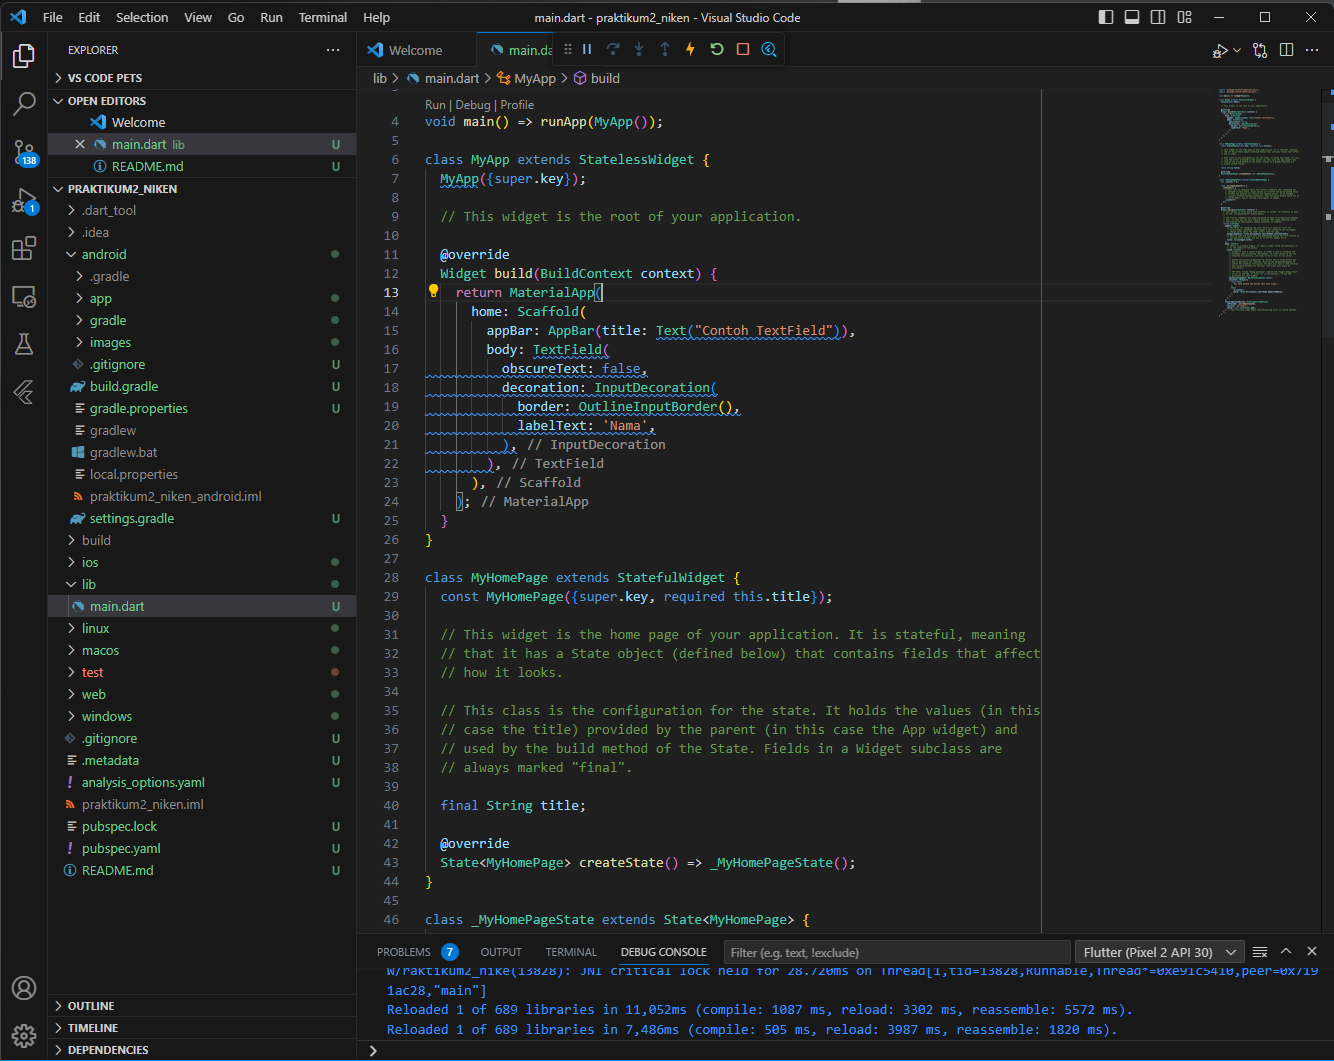 File Edit Selection View Go Run Terminal Help
main.dart - praktikum2_niken - Visual Studio Code
EXPLORER
VS CODE PETS
OPEN EDITORS
Welcome
main.dart lib U
README.md U
PRAKTIKUM2_NIKEN
.dart_tool
.idea
android
.gradle
app
gradle
images
.gitignore U
build.gradle U
gradle.properties U
gradlew
gradlew.bat
local.properties
praktikum2_niken_android.iml
settings.gradle U
build
ios
lib
main.dart U
linux
macos
test
web
windows
.gitignore U
.metadata U
analysis_options.yaml U
praktikum2_niken.iml
pubspec.lock U
pubspec.yaml U
README.md U
OUTLINE
TIMELINE
DEPENDENCIES
138
1
Welcome
main.da
lib > main.dart > MyApp > build
Run | Debug | Profile
4 void main() => runApp(MyApp());
5
6 class MyApp extends StatelessWidget {
7 MyApp({super.key});
8
9 // This widget is the root of your application.
10
11 @override
12 Widget build(BuildContext context) {
13 return MaterialApp(
14 home: Scaffold(
15 appBar: AppBar(title: Text("Contoh TextField")),
16 body: TextField(
17 obscureText: false,
18 decoration: InputDecoration(
19 border: OutlineInputBorder(),
20 labelText: 'Nama',
21 ), // InputDecoration
22 ), // TextField
23 ), // Scaffold
24 ); // MaterialApp
25 }
26 }
27
28 class MyHomePage extends StatefulWidget {
29 const MyHomePage({super.key, required this.title});
30
31 // This widget is the home page of your application. It is stateful, meaning
32 // that it has a State object (defined below) that contains fields that affect
33 // how it looks.
34
35 // This class is the configuration for the state. It holds the values (in this
36 // case the title) provided by the parent (in this case the App widget) and
37 // used by the build method of the State. Fields in a Widget subclass are
38 // always marked "final".
39
40 final String title;
41
42 @override
43 State<MyHomePage> createState() => _MyHomePageState();
44 }
45
46 class _MyHomePageState extends State<MyHomePage> {
PROBLEMS 7 OUTPUT TERMINAL DEBUG CONSOLE Filter (e.g. text, !exclude) Flutter (Pixel 2 API 30)
W/raktikum2_nike(13828): JNI critical lock held for 28.720ms on Thread[1,tid=13828,Runnable,Thread*=0xe91c5410,peer=0x719
1ac28,"main"]
Reloaded 1 of 689 libraries in 11,052ms (compile: 1087 ms, reload: 3302 ms, reassemble: 5572 ms).
Reloaded 1 of 689 libraries in 7,486ms (compile: 505 ms, reload: 3987 ms, reassemble: 1820 ms).